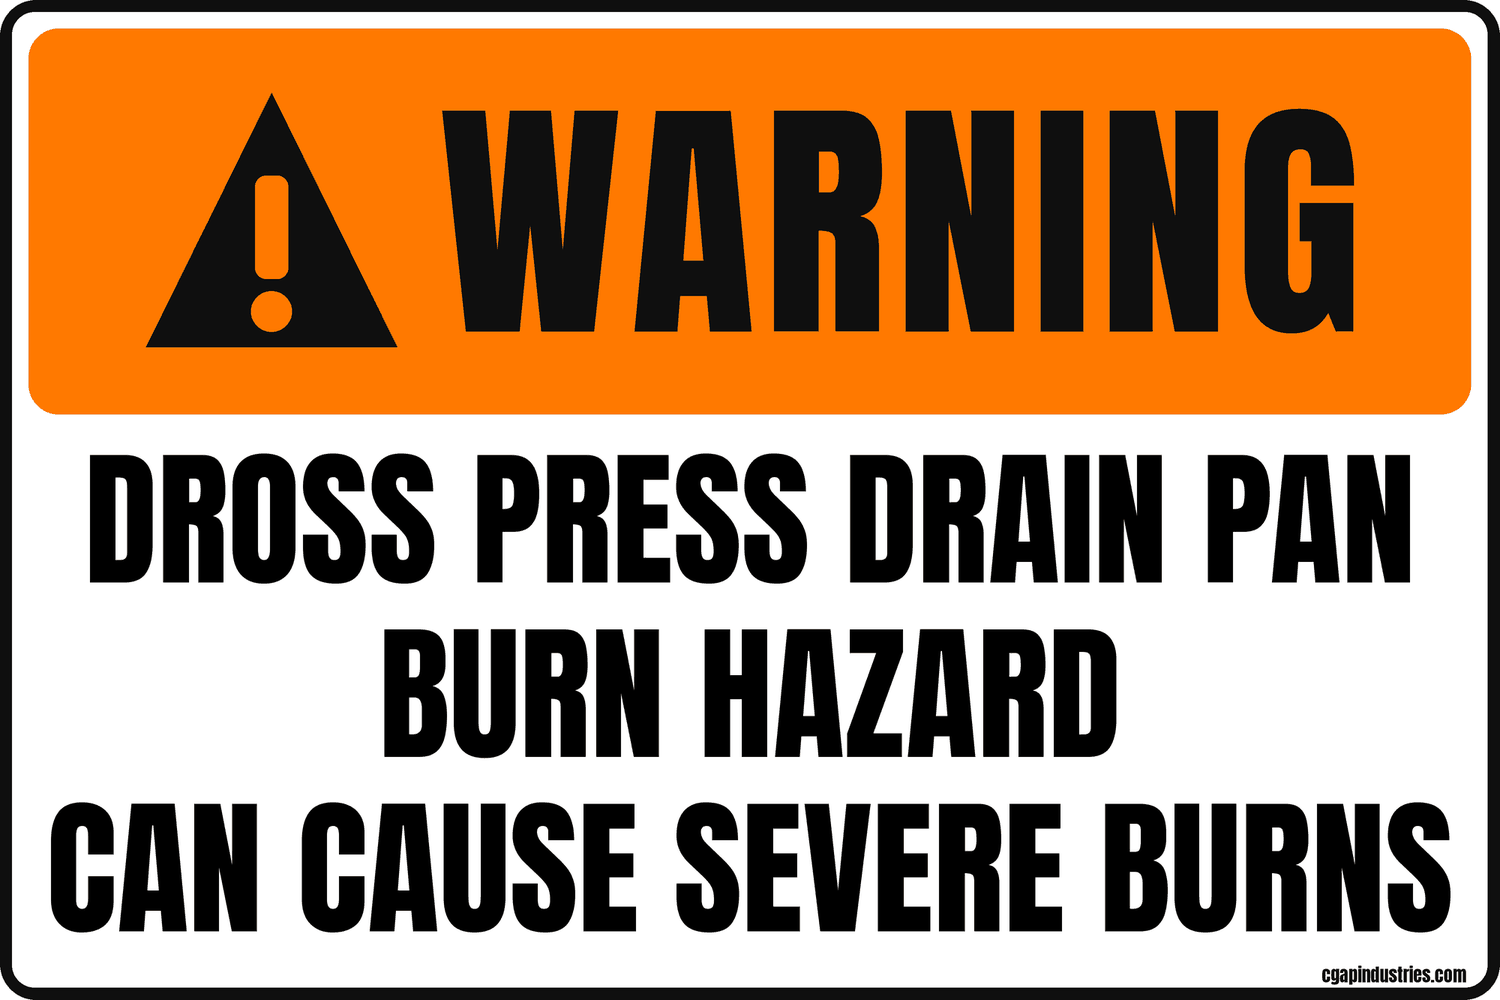 WARNING
DROSS PRESS DRAIN PAN
BURN HAZARD
CAN CAUSE SEVERE BURNS
cgapindustries.com